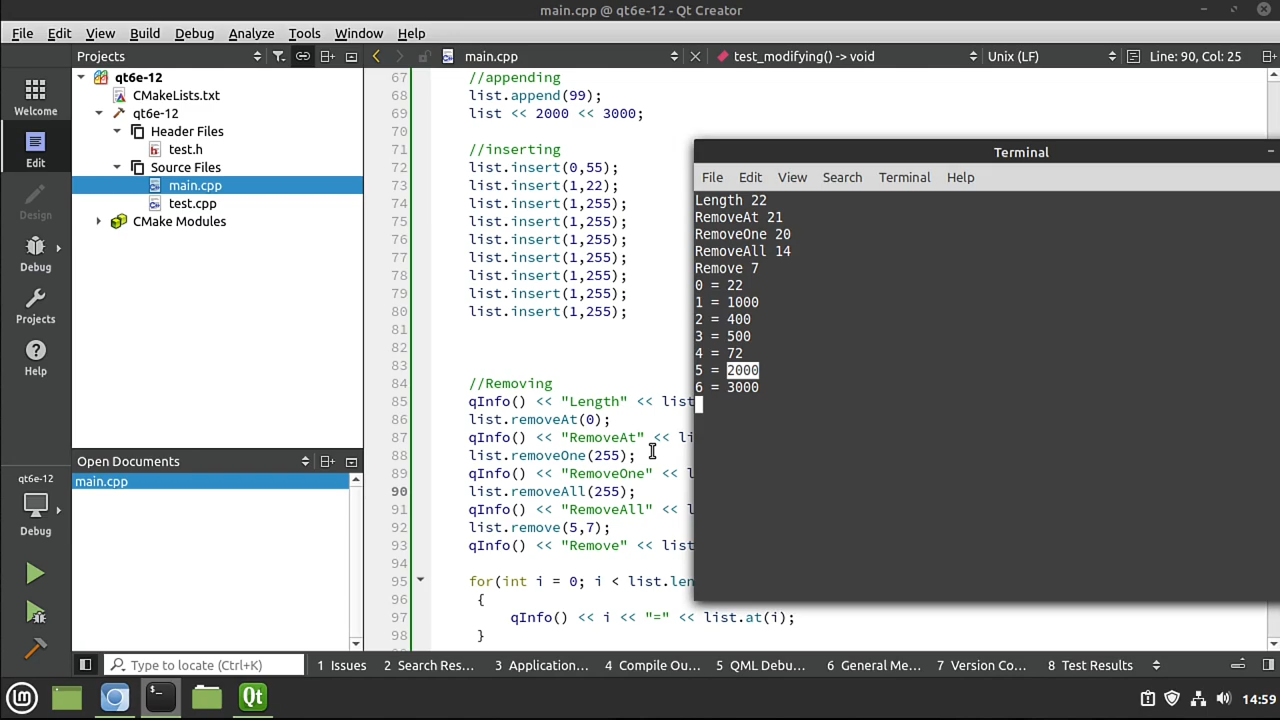 main.cpp @ qt6e-12 - Qt Creator
File Edit View Build Debug Analyze Tools Window Help
Projects
main.cpp
test_modifying() -> void
Unix (LF)
Line: 90, Col: 25
Welcome
Edit
Design
Debug
Projects
Help
qt6e-12
Debug
qt6e-12
CMakeLists.txt
qt6e-12
Header Files
test.h
Source Files
main.cpp
test.cpp
CMake Modules
Open Documents
main.cpp
67 //appending
68 list.append(99);
69 list << 2000 << 3000;
70
71 //inserting
72 list.insert(0,55);
73 list.insert(1,22);
74 list.insert(1,255);
75 list.insert(1,255);
76 list.insert(1,255);
77 list.insert(1,255);
78 list.insert(1,255);
79 list.insert(1,255);
80 list.insert(1,255);
81
82
83
84 //Removing
85 qInfo() << "Length" << list
86 list.removeAt(0);
87 qInfo() << "RemoveAt" << li
88 list.removeOne(255);
89 qInfo() << "RemoveOne" << l
90 list.removeAll(255);
91 qInfo() << "RemoveAll" << l
92 list.remove(5,7);
93 qInfo() << "Remove" << list
94
95 for(int i = 0; i < list.len
96 {
97 qInfo() << i << "=" << list.at(i);
98 }
Terminal
File Edit View Search Terminal Help
Length 22
RemoveAt 21
RemoveOne 20
RemoveAll 14
Remove 7
0 = 22
1 = 1000
2 = 400
3 = 500
4 = 72
5 = 2000
6 = 3000
Type to locate (Ctrl+K)
1 Issues
2 Search Res...
3 Application...
4 Compile Ou...
5 QML Debu...
6 General Me...
7 Version Co...
8 Test Results
Qt
14:59